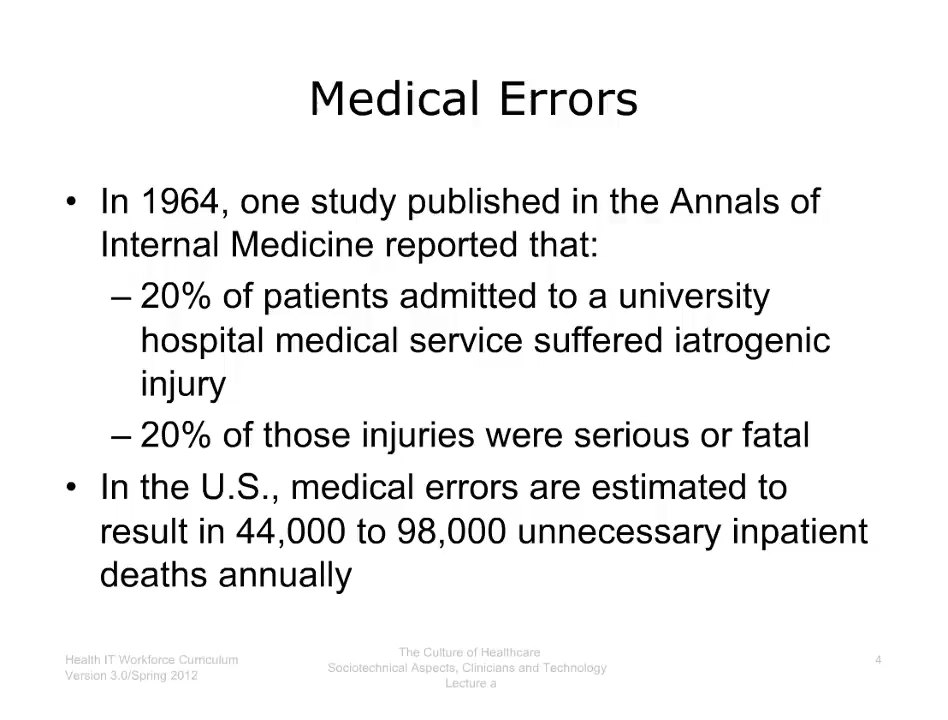 Medical Errors
• In 1964, one study published in the Annals of
Internal Medicine reported that:
– 20% of patients admitted to a university
hospital medical service suffered iatrogenic
injury
– 20% of those injuries were serious or fatal
• In the U.S., medical errors are estimated to
result in 44,000 to 98,000 unnecessary inpatient
deaths annually
Health IT Workforce Curriculum
Version 3.0/Spring 2012
The Culture of Healthcare
Sociotechnical Aspects, Clinicians and Technology
Lecture a
4